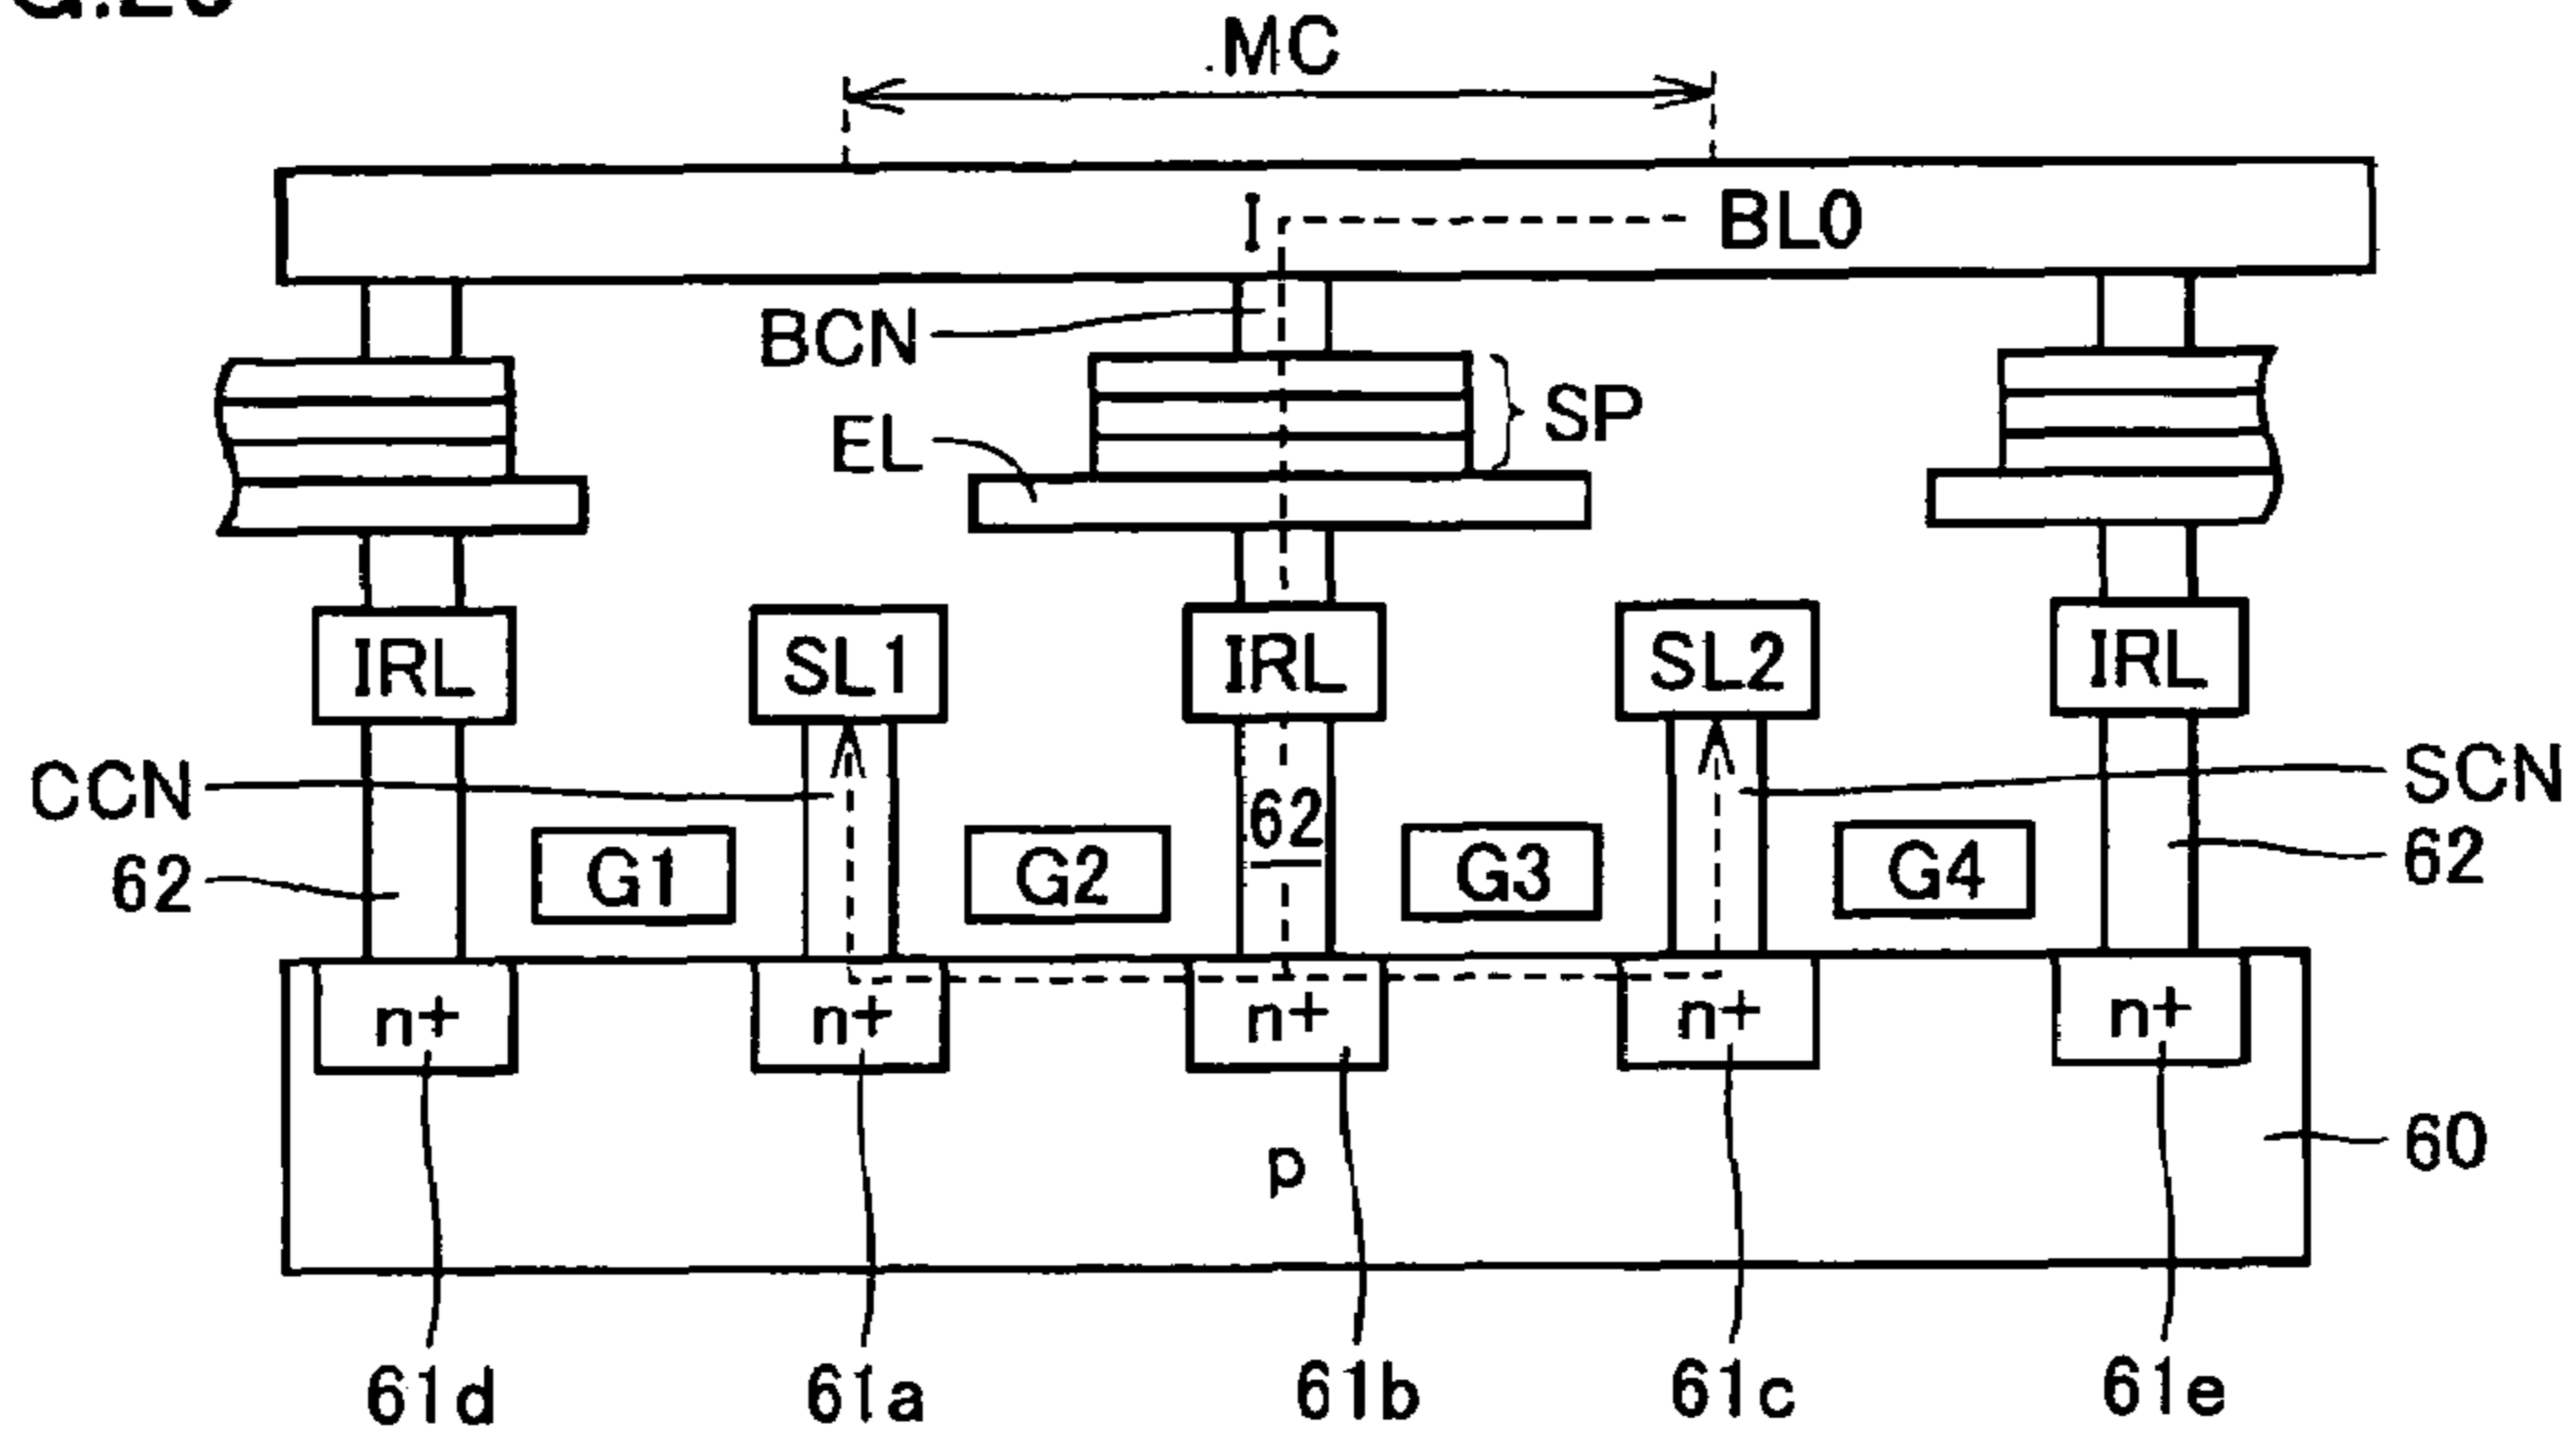 MC
I BL0
BCN
EL SP
IRL SL1 IRL SL2 IRL
CCN SCN
62 62 62
G1 G2 G3 G4
n+ n+ n+ n+ n+
p 60
61d 61a 61b 61c 61e